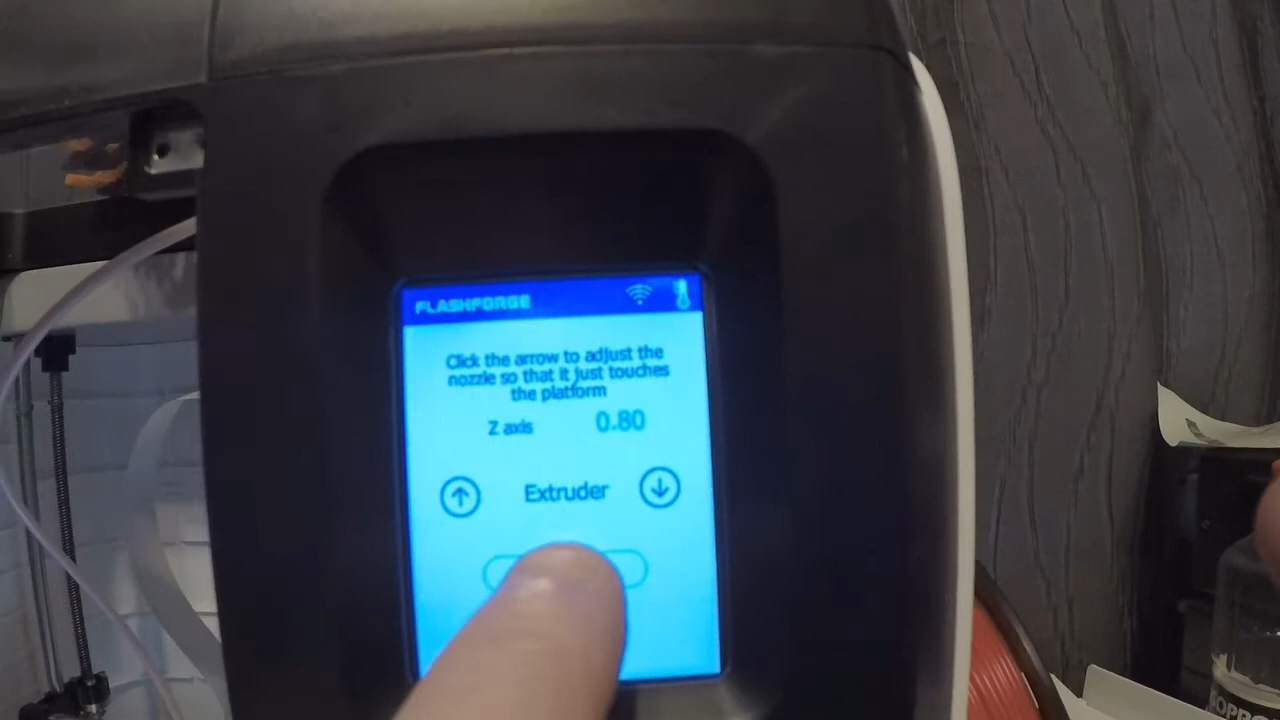 FLASHFORGE
Click the arrow to adjust the
nozzle so that it just touches
the platform
Z axis 0.80
Extruder